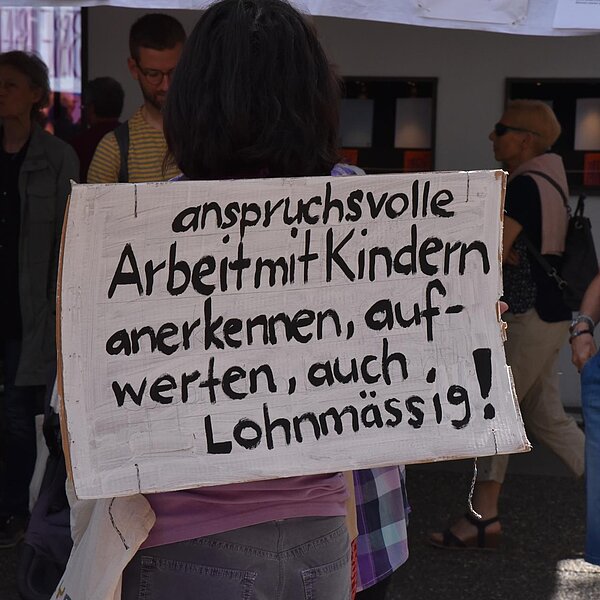 anspruchsvolle
Arbeit mit Kindern
anerkennen, auf-
werten, auch,
Lohnmässig!